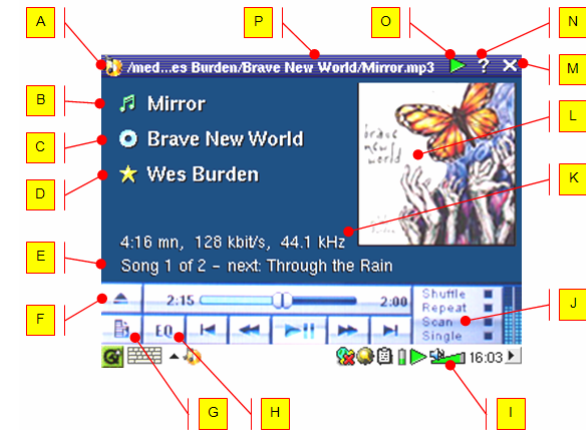 A
P
O
N
/med...es Burden/Brave New World/Mirror.mp3 ?
M
B
Mirror
C
Brave New World
brave new world
L
D
Wes Burden
K
E
4:16 mn, 128 kbit/s, 44.1 kHz
Song 1 of 2 - next: Through the Rain
F
2:15
2:00
Shuffle
Repeat
Scan
Single
J
EQ
16:03
G
H
I